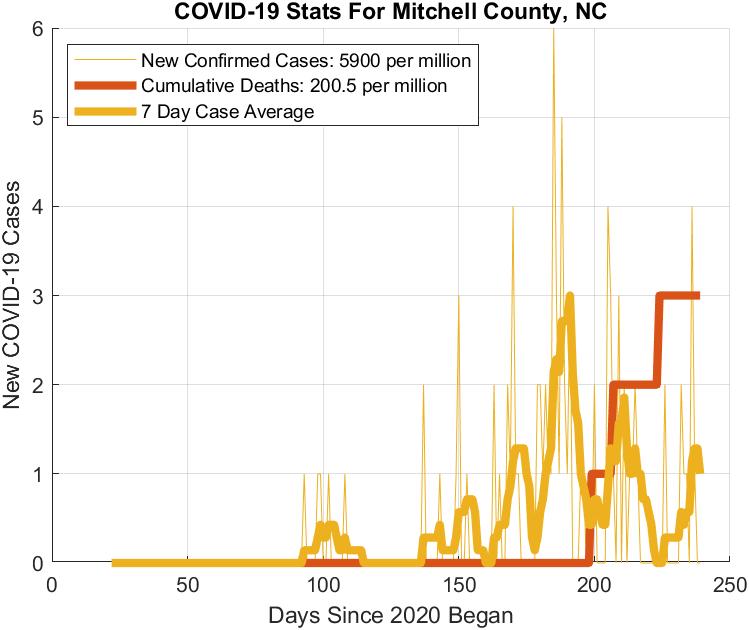 COVID-19 Stats For Mitchell County, NC
New Confirmed Cases: 5900 per million
Cumulative Deaths: 200.5 per million
7 Day Case Average
New COVID-19 Cases
6
5
4
3
2
1
0
0 50 100 150 200 250
Days Since 2020 Began